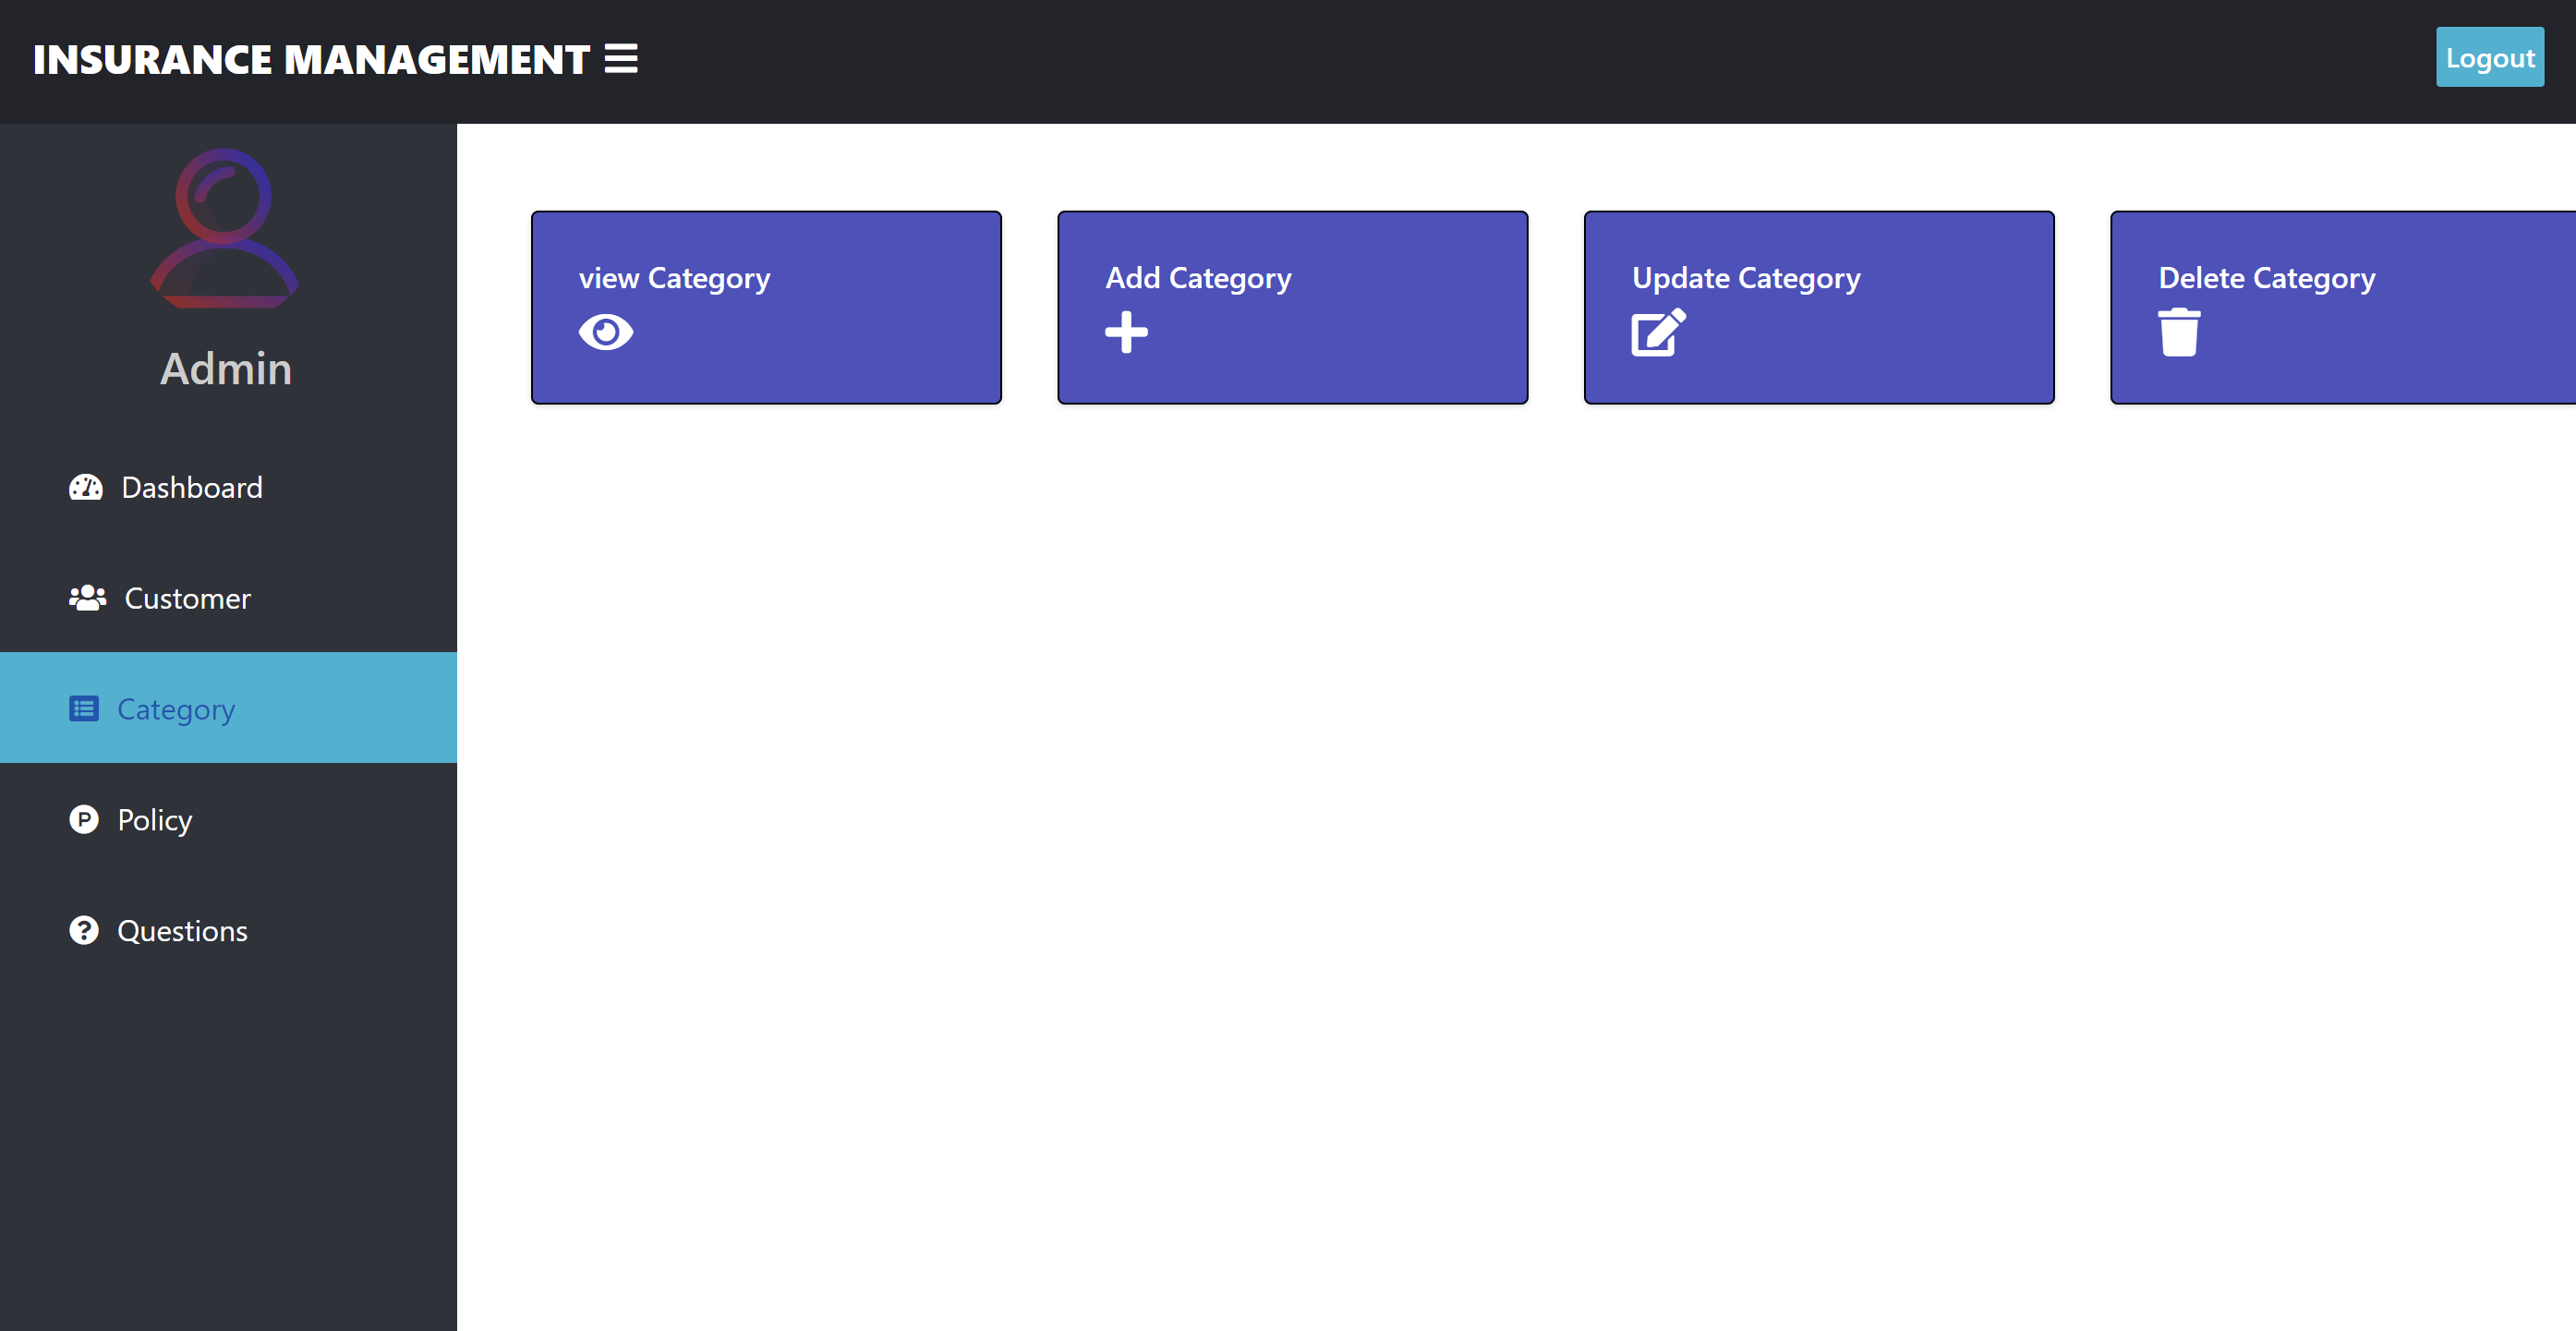 INSURANCE MANAGEMENT
Logout
Admin
Dashboard
Customer
Category
Policy
Questions
view Category
Add Category
Update Category
Delete Category